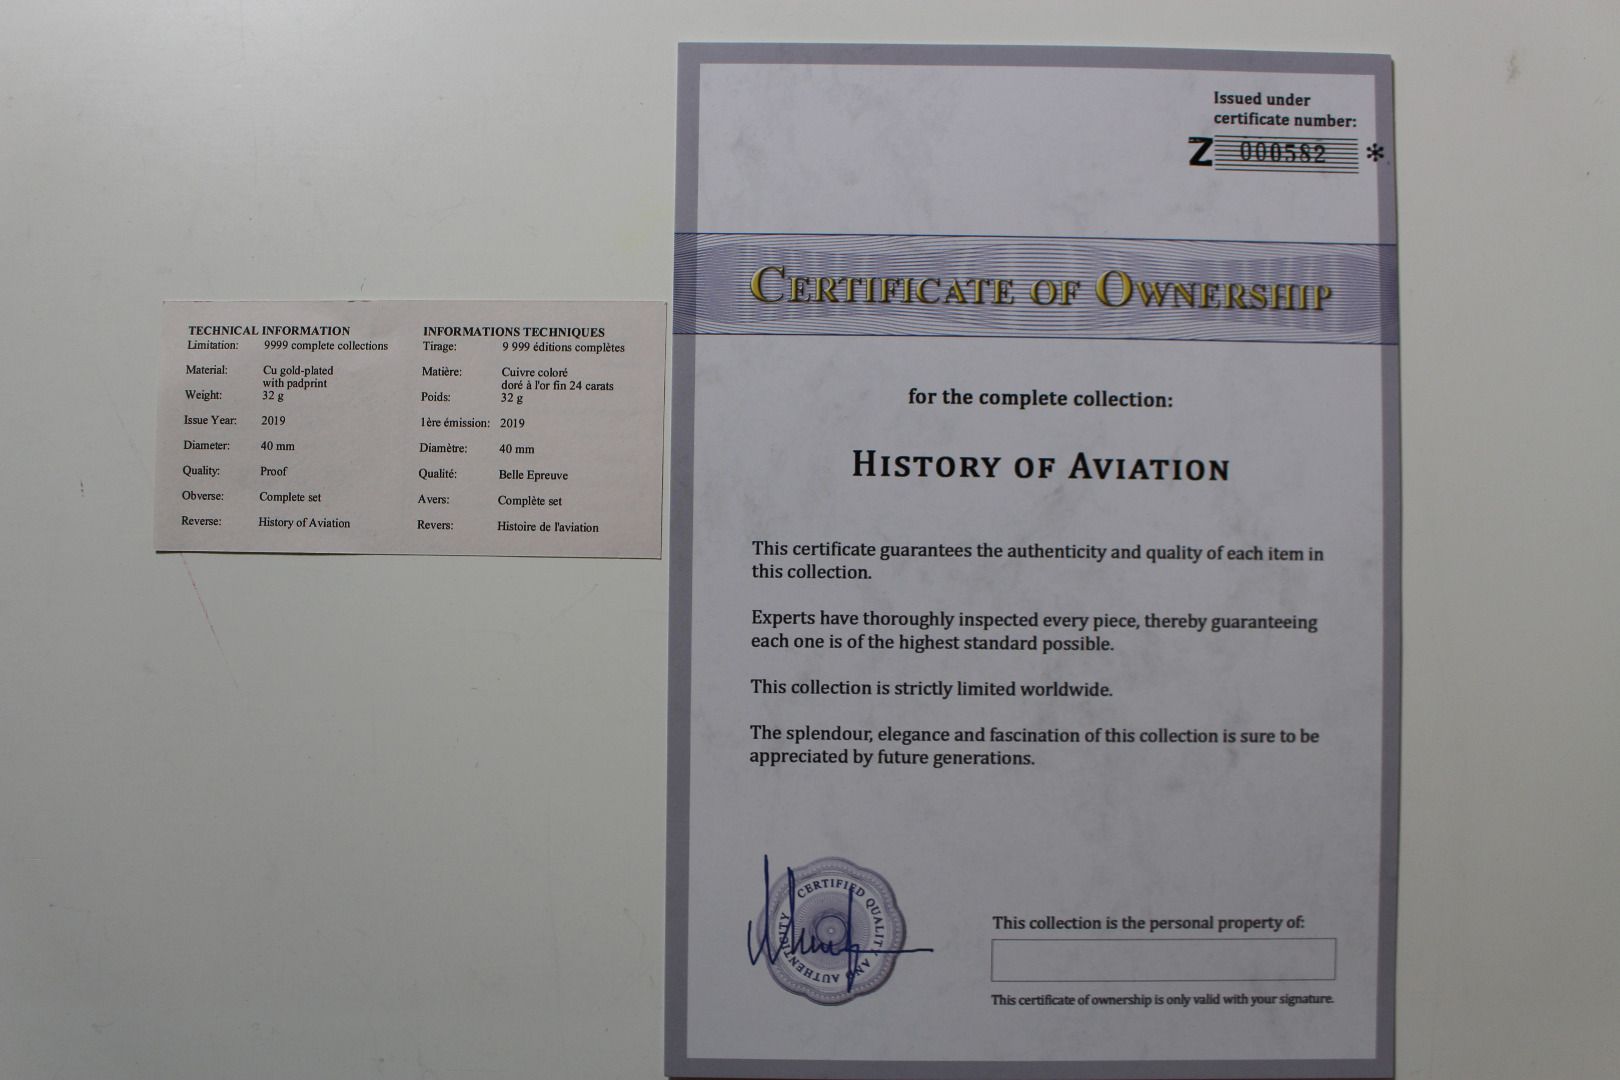 TECHNICAL INFORMATION
Limitation: 9999 complete collections
Material: Cu gold-plated
with padprint
Weight: 32 g
Issue Year: 2019
Diameter: 40 mm
Quality: Proof
Obverse: Complete set
Reverse: History of Aviation
INFORMATIONS TECHNIQUES
Tirage: 9 999 éditions complètes
Matière: Cuivre coloré
doré à l'or fin 24 carats
Poids: 32 g
1ère émission: 2019
Diamètre: 40 mm
Qualité: Belle Epreuve
Avers: Complète set
Revers: Histoire de l'aviation
Issued under
certificate number:
Z 000582 *
CERTIFICATE OF OWNERSHIP
for the complete collection:
HISTORY OF AVIATION
This certificate guarantees the authenticity and quality of each item in
this collection.
Experts have thoroughly inspected every piece, thereby guaranteeing
each one is of the highest standard possible.
This collection is strictly limited worldwide.
The splendour, elegance and fascination of this collection is sure to be
appreciated by future generations.
CERTIFIED QUALITY AND AUTHENTICITY
This collection is the personal property of:
This certificate of ownership is only valid with your signature.